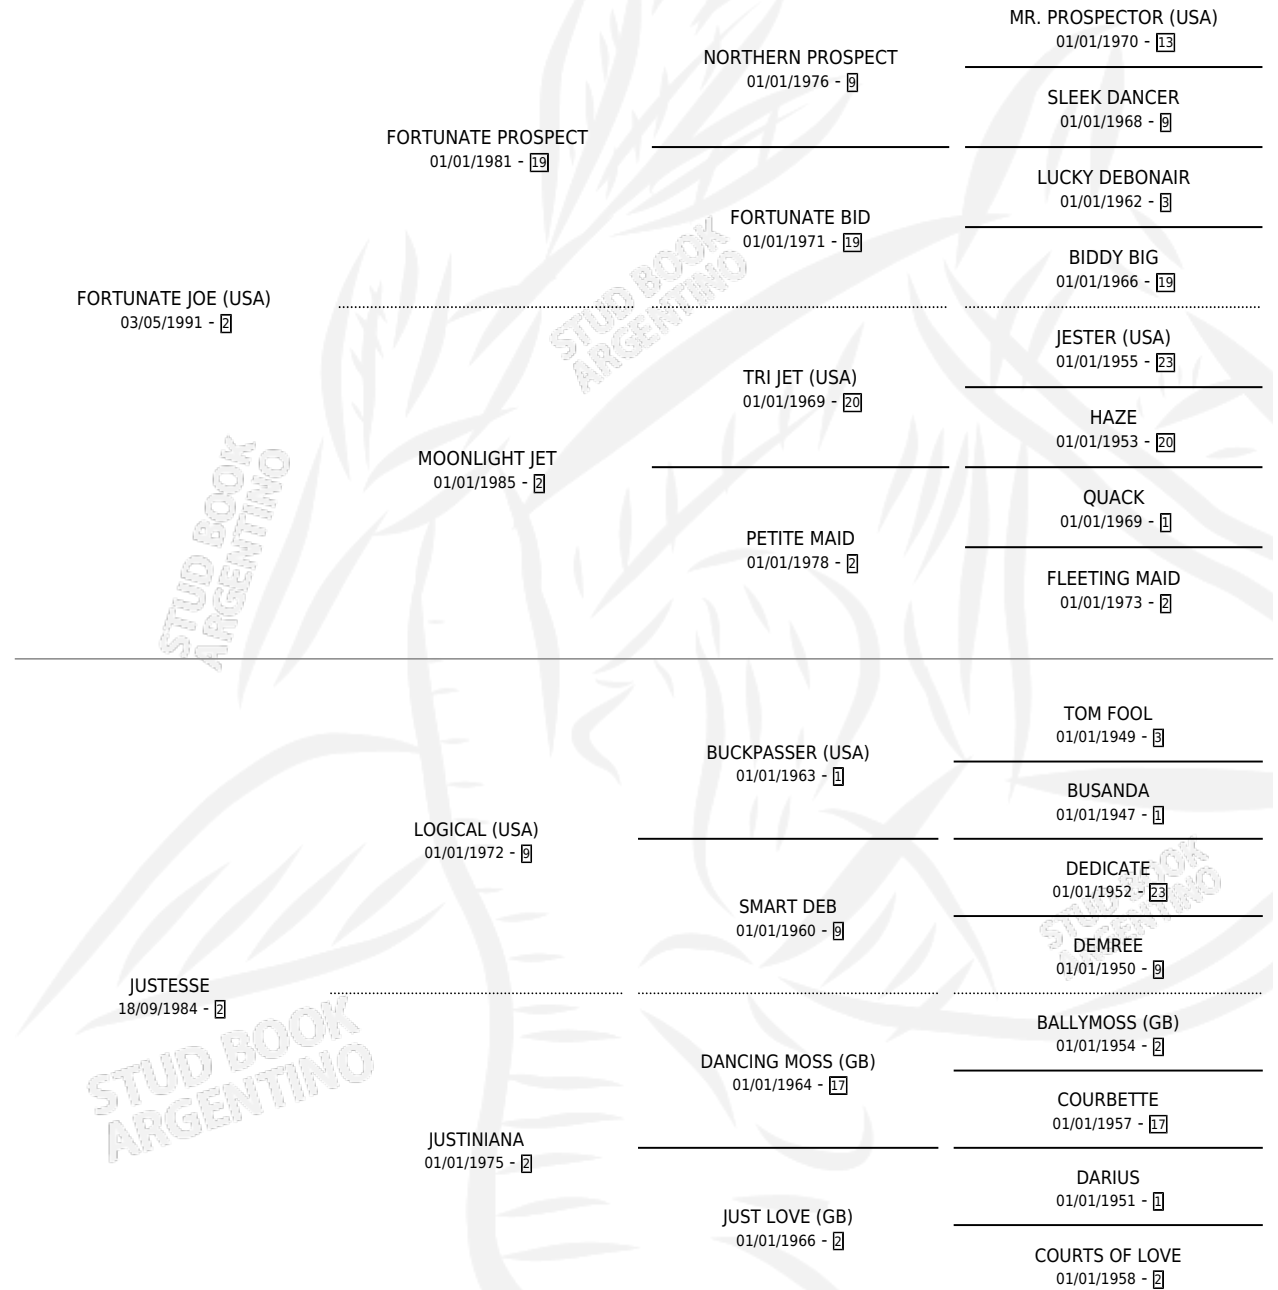 MR. PROSPECTOR (USA)
01/01/1970 - 13
NORTHERN PROSPECT
01/01/1976 - 9
SLEEK DANCER
01/01/1968 - 9
FORTUNATE PROSPECT
01/01/1981 - 19
LUCKY DEBONAIR
01/01/1962 - 3
FORTUNATE BID
01/01/1971 - 19
BIDDY BIG
01/01/1966 - 19
FORTUNATE JOE (USA)
03/05/1991 - 2
JESTER (USA)
01/01/1955 - 23
TRI JET (USA)
01/01/1969 - 20
HAZE
01/01/1953 - 20
MOONLIGHT JET
01/01/1985 - 2
QUACK
01/01/1969 - 1
PETITE MAID
01/01/1978 - 2
FLEETING MAID
01/01/1973 - 2
TOM FOOL
01/01/1949 - 3
BUCKPASSER (USA)
01/01/1963 - 1
BUSANDA
01/01/1947 - 1
LOGICAL (USA)
01/01/1972 - 9
DEDICATE
01/01/1952 - 23
SMART DEB
01/01/1960 - 9
DEMREE
01/01/1950 - 9
JUSTESSE
18/09/1984 - 2
BALLYMOSS (GB)
01/01/1954 - 2
DANCING MOSS (GB)
01/01/1964 - 17
COURBETTE
01/01/1957 - 17
JUSTINIANA
01/01/1975 - 2
DARIUS
01/01/1951 - 1
JUST LOVE (GB)
01/01/1966 - 2
COURTS OF LOVE
01/01/1958 - 2
STUD BOOK
ARGENTINO
STUD BOOK
ARGENTINO
STUD BOOK
ARGENTINO
STUD BOOK
ARGENTINO